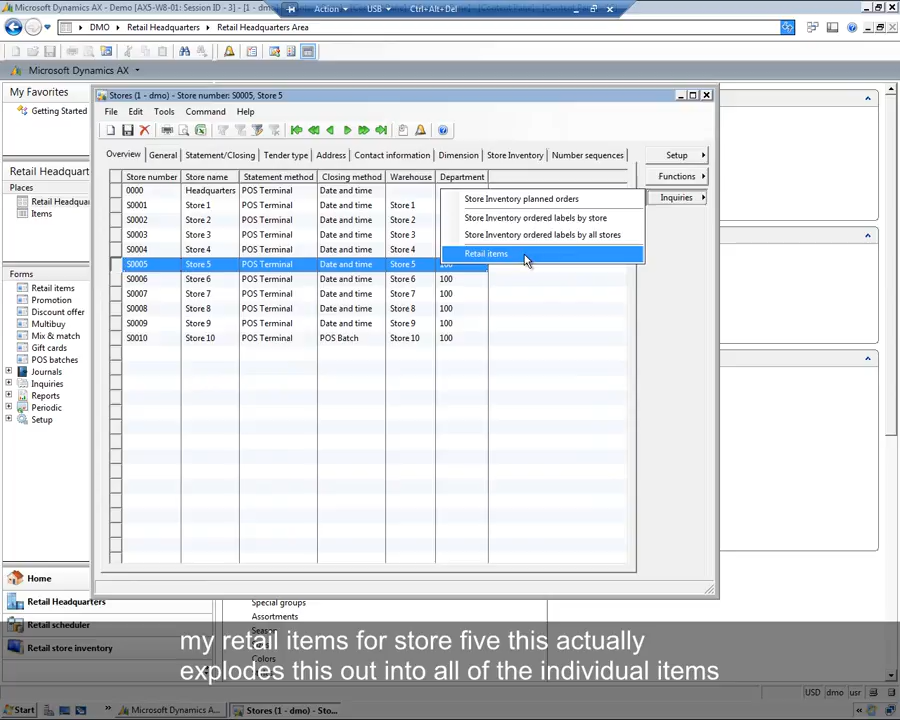 AX5-W8-01: Session ID - 3] - [1 - dmo]
Action USB Ctrl+Alt+Del
DMO Retail Headquarters Retail Headquarters Area
Microsoft Dynamics AX
My Favorites
Getting Started
Retail Headquart
Places
Retail Headqua
Items
Forms
Retail items
Promotion
Discount offer
Multibuy
Mix & match
Gift cards
POS batches
Journals
Inquiries
Reports
Periodic
Setup
Home
Retail Headquarters
Retail scheduler
Retail store inventory
Stores (1 - dmo) - Store number: S0005, Store 5
File Edit Tools Command Help
Overview General Statement/Closing Tender type Address Contact information Dimension Store Inventory Number sequences
Setup
Functions
Inquiries
Store number Store name Statement method Closing method Warehouse Department
0000 Headquarters POS Terminal Date and time
S0001 Store 1 POS Terminal Date and time Store 1
S0002 Store 2 POS Terminal Date and time Store 2
S0003 Store 3 POS Terminal Date and time Store 3
S0004 Store 4 POS Terminal Date and time Store 4
S0005 Store 5 POS Terminal Date and time Store 5 100
S0006 Store 6 POS Terminal Date and time Store 6 100
S0007 Store 7 POS Terminal Date and time Store 7 100
S0008 Store 8 POS Terminal Date and time Store 8 100
S0009 Store 9 POS Terminal Date and time Store 9 100
S0010 Store 10 POS Terminal POS Batch Store 10 100
Store Inventory planned orders
Store Inventory ordered labels by store
Store Inventory ordered labels by all stores
Retail items
Special groups
Assortments
Colors
my retail items for store five this actually
explodes this out into all of the individual items
USD dmo usr
Start Microsoft Dynamics A... Stores (1 - dmo) - Sto...